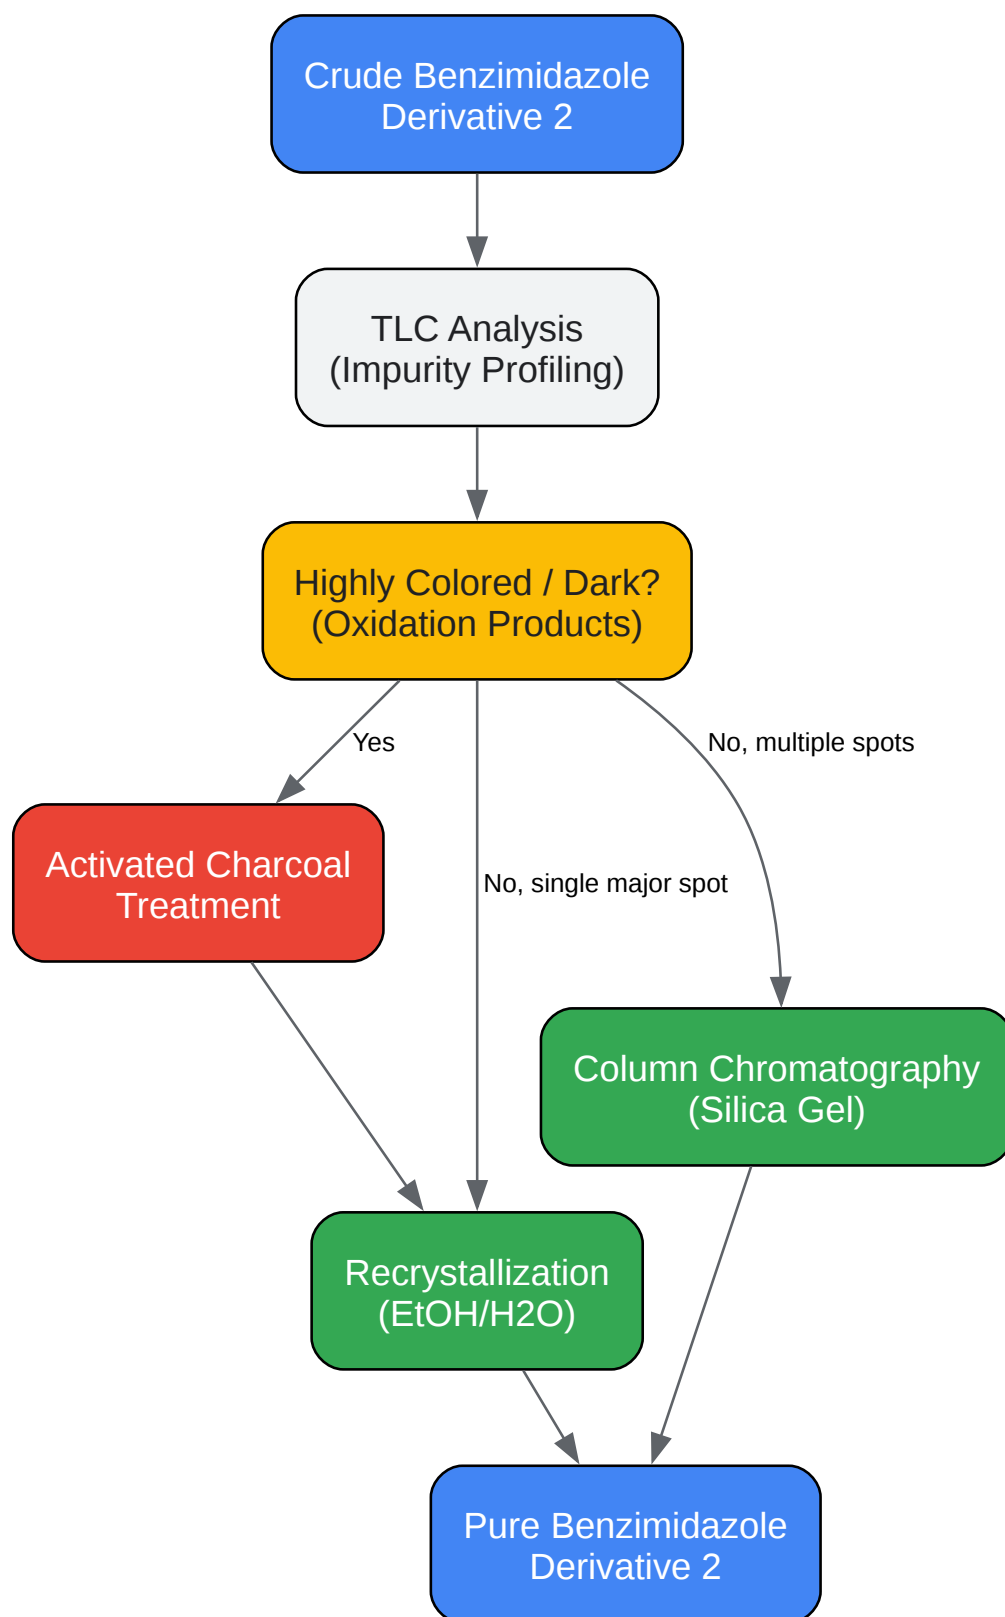 Crude Benzimidazole
Derivative 2
TLC Analysis
(Impurity Profiling)
Highly Colored / Dark?
(Oxidation Products)
Yes
No, multiple spots
Activated Charcoal
Treatment
No, single major spot
Column Chromatography
(Silica Gel)
Recrystallization
(EtOH/H2O)
Pure Benzimidazole
Derivative 2